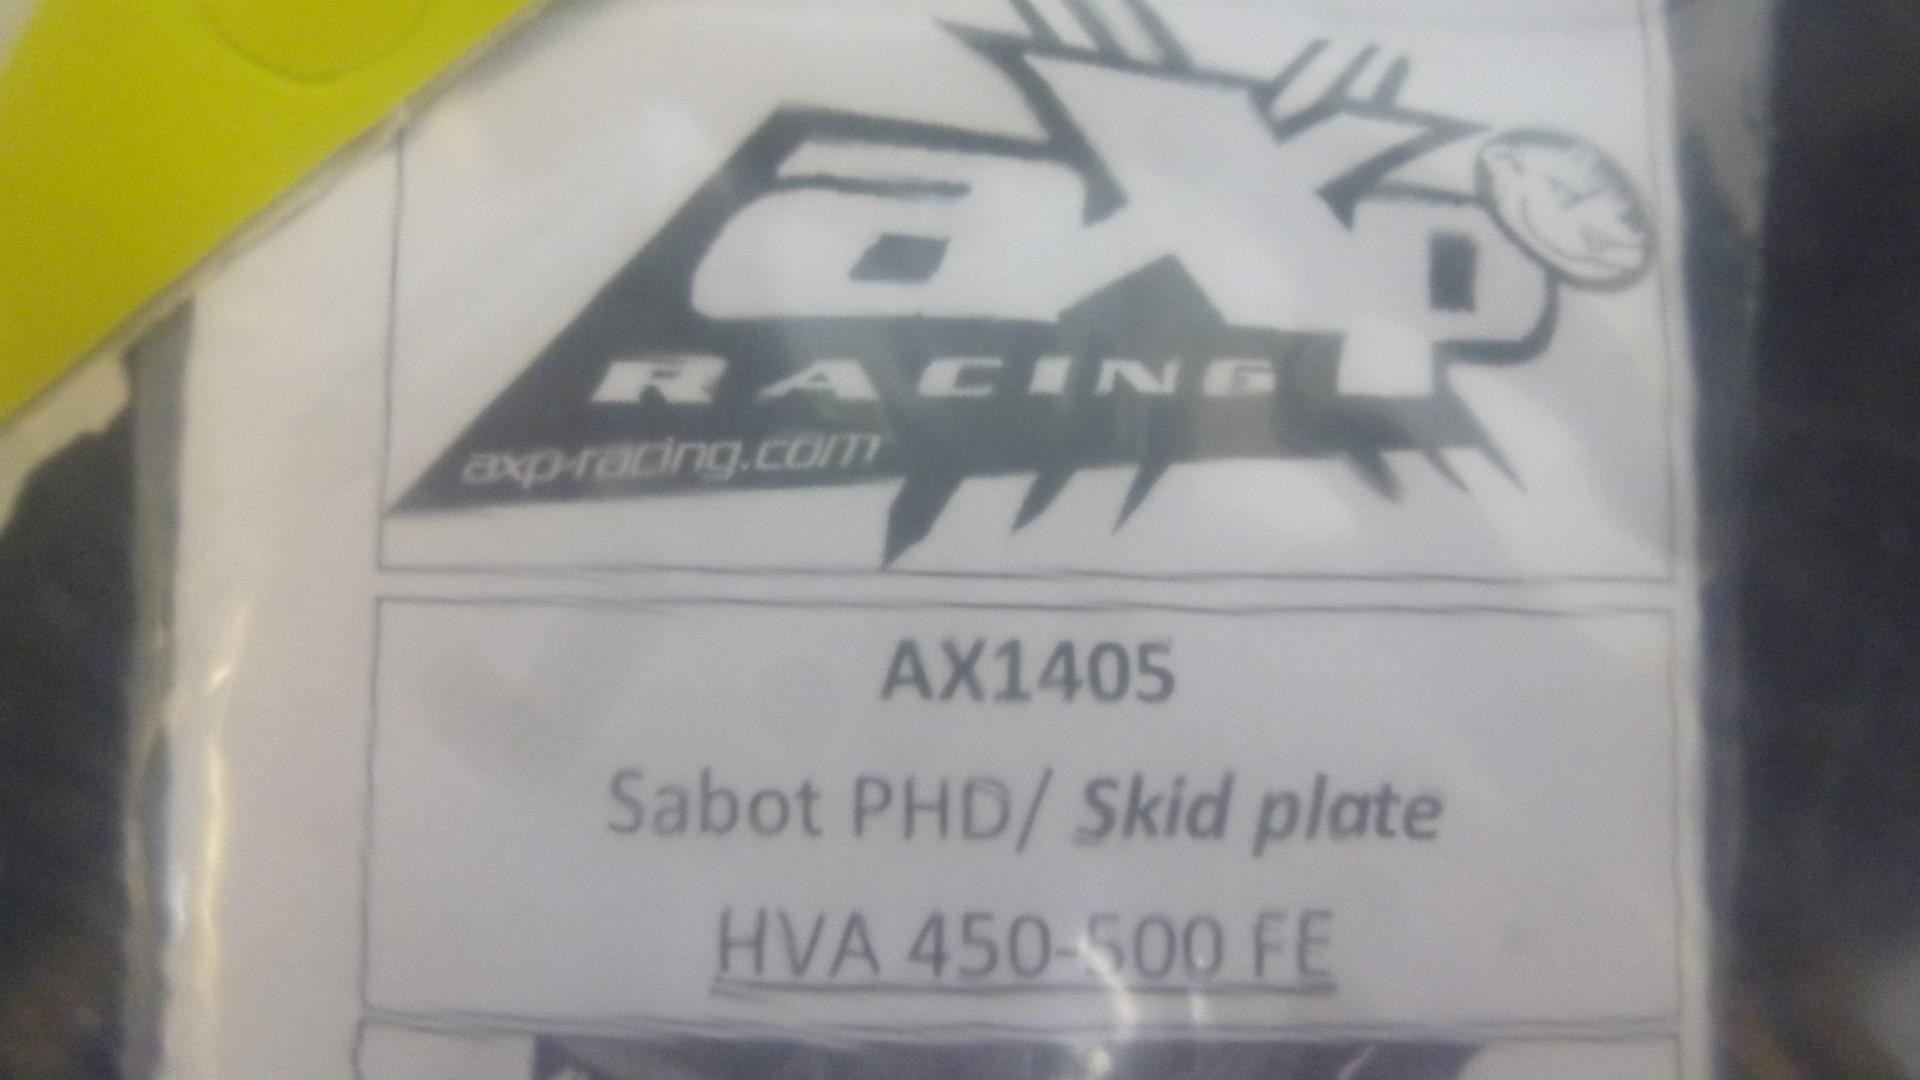 axp
RACING
axp-racing.com
AX1405
Sabot PHD/ Skid plate
HVA 450-500 FE